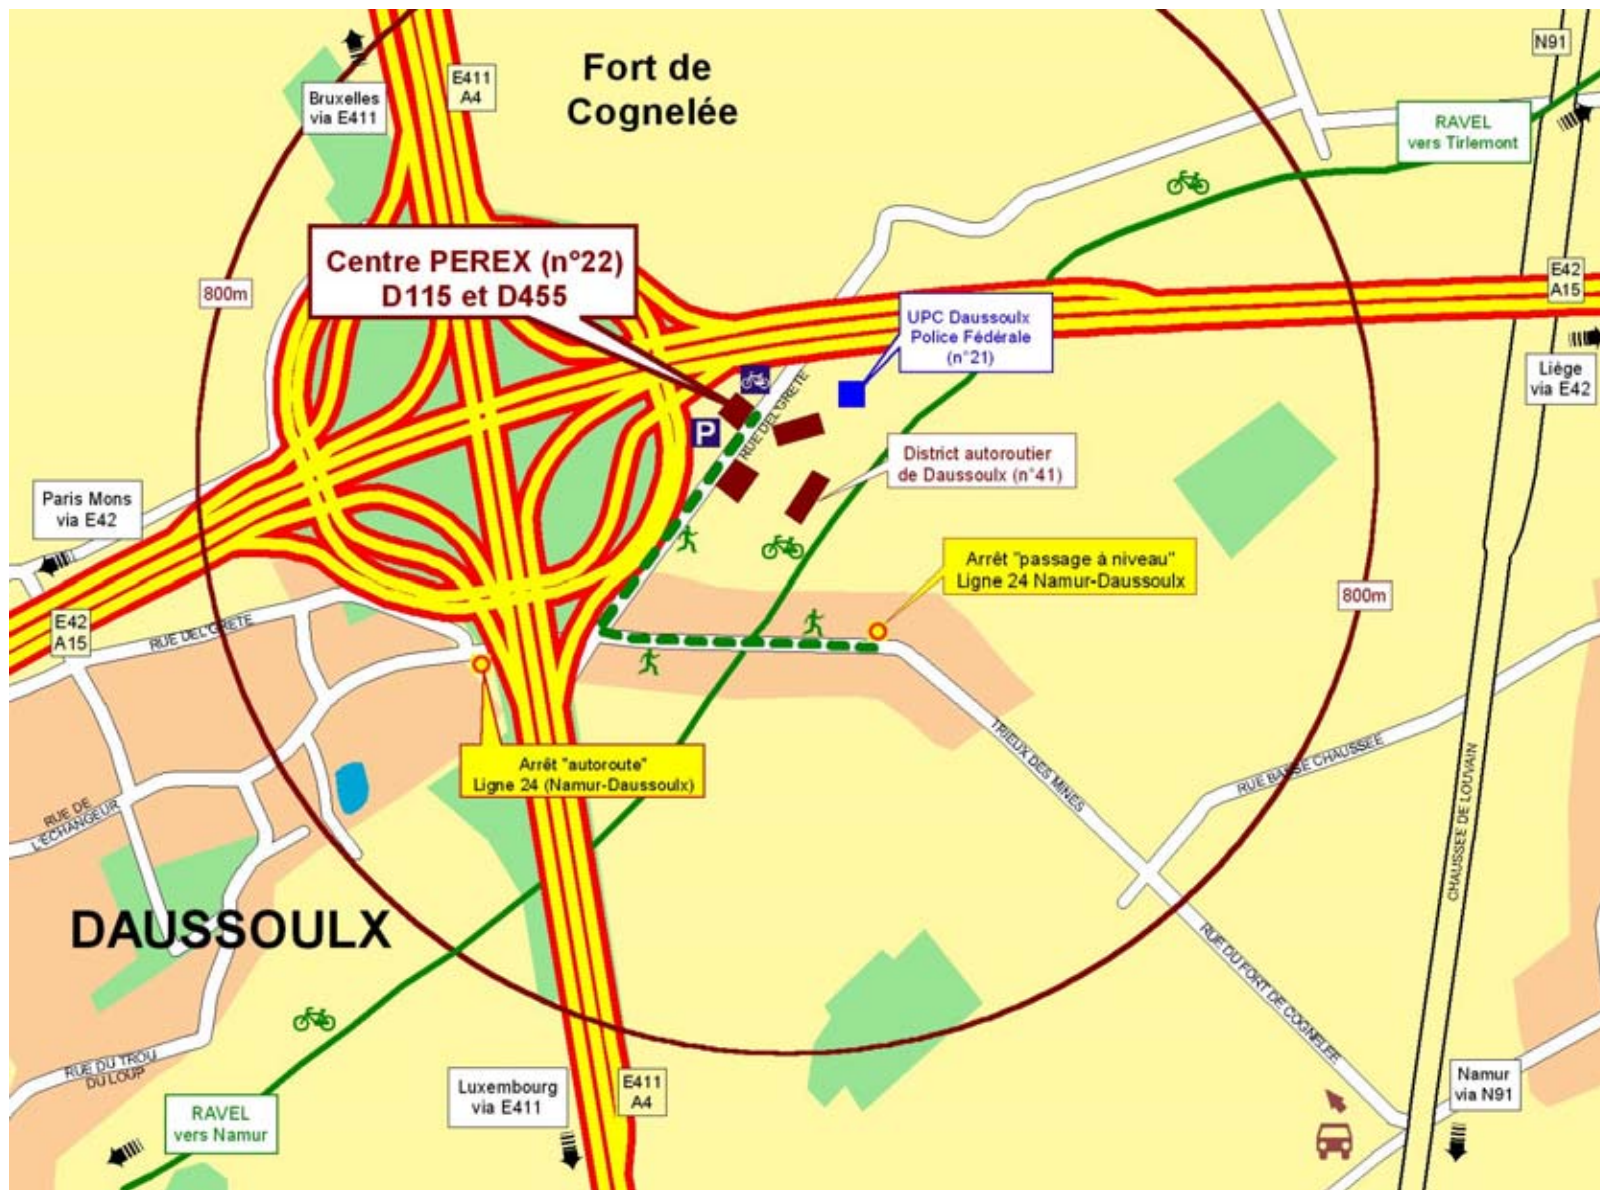 N91
Fort de
Cognelée
E411
A4
Bruxelles
via E411
RAVEL
vers Tirlemont
Centre PEREX (n°22)
D115 et D455
800m
E42
A15
UPC Daussoulx
Police Fédérale
(n°21)
Liège
via E42
RUE DEL'GRETE
P
District autoroutier
de Daussoulx (n°41)
Paris Mons
via E42
Arrêt "passage à niveau"
Ligne 24 Namur-Daussoulx
800m
E42
A15
RUE DEL'GRETE
Arrêt "autoroute"
Ligne 24 (Namur-Daussoulx)
TRIEUX DES MINES
RUE BASSE CHAUSSEE
CHAUSSEE DE LOUVAIN
RUE DE
L'ECHANGEUR
DAUSSOULX
RUE DU FORT DE COGNELEE
RUE DU TROU
DU LOUP
Luxembourg
via E411
E411
A4
Namur
via N91
RAVEL
vers Namur